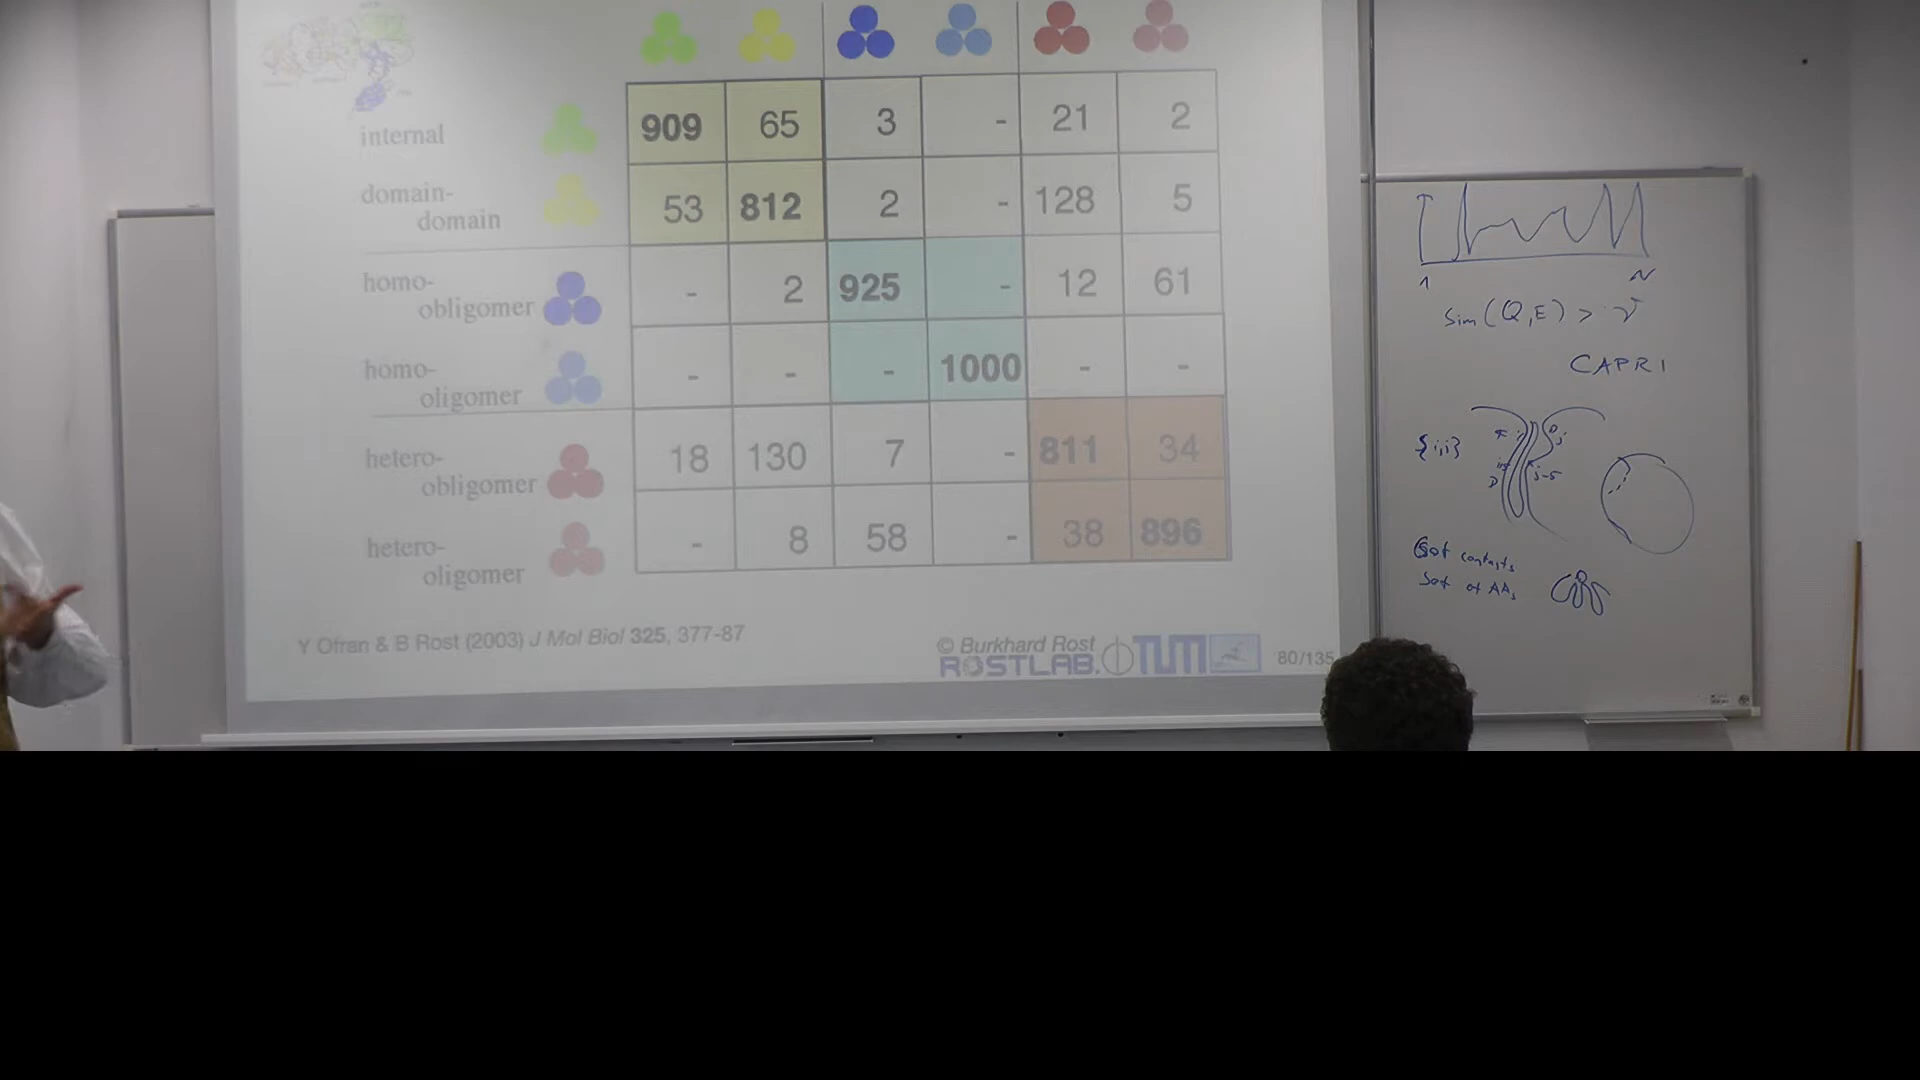 internal 909 65 3 - 21 2
domain-
domain 53 812 2 - 128 5
homo-
obligomer - 2 925 - 12 61
homo-
oligomer - - - 1000 - -
hetero-
obligomer 18 130 7 - 811 34
hetero-
oligomer - 8 58 - 38 896
Y Ofran & B Rost (2003) J Mol Biol 325, 377-87
© Burkhard Rost
ROSTLAB. TUM
80/135
1 N
Sim (Q,E) >
CAPRI
{i,j}
i j
j-5
Set contacts
Set of AAs